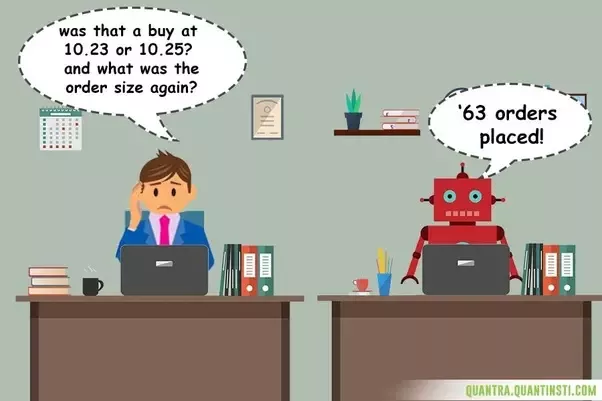 was that a buy at
10.23 or 10.25?
and what was the
order size again?
‘63 orders
placed!
QUANTRA.QUANTINSTI.COM